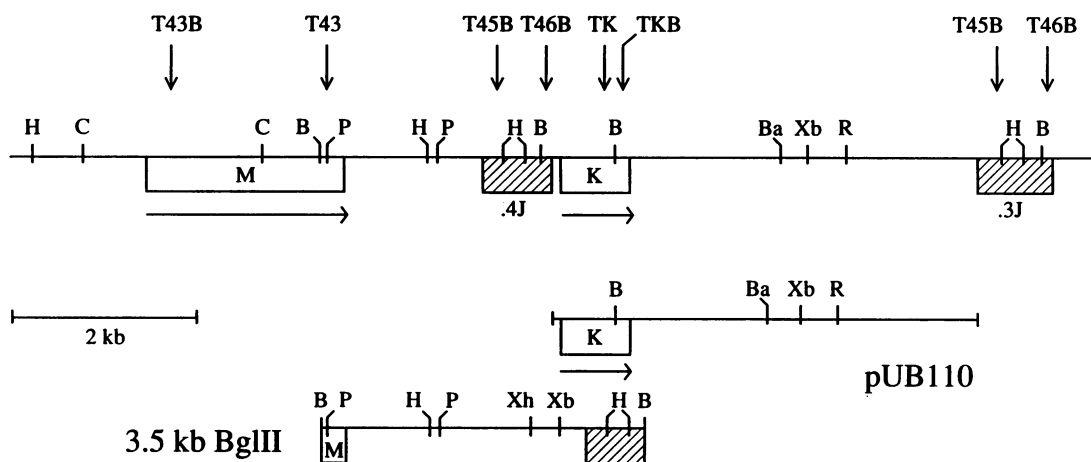 T43B T43 T45B T46B TK TKB T45B T46B
H C C B P H P H B B Ba Xb R H B
M K
.4J .3J
B Ba Xb R
2 kb
K
pUB110
B P H P Xh Xb H B
3.5 kb BglII
M